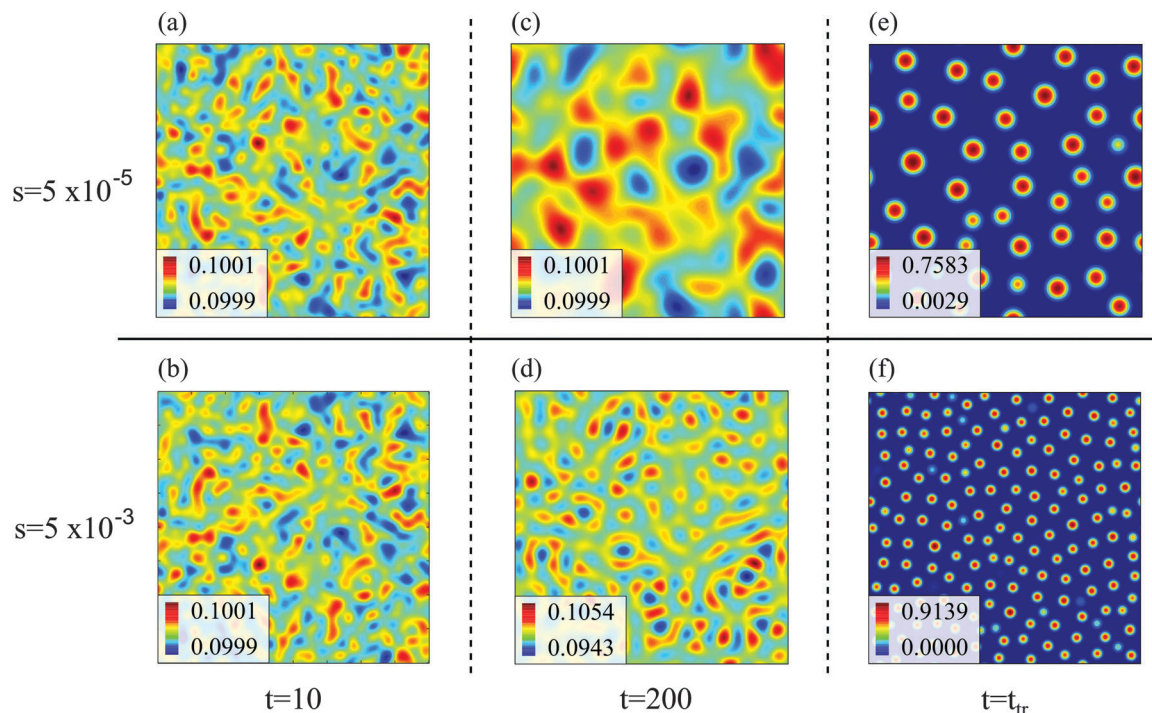 (a)
(c)
(e)
s=5 x10^-5
0.1001
0.0999
0.1001
0.0999
0.7583
0.0029
(b)
(d)
(f)
s=5 x10^-3
0.1001
0.0999
0.1054
0.0943
0.9139
0.0000
t=10
t=200
t=t_tr